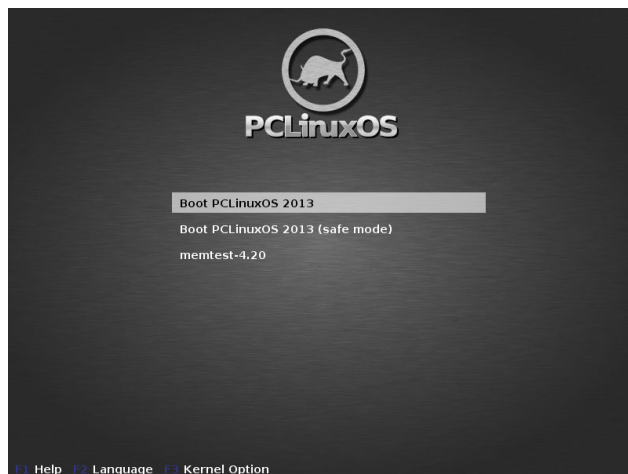 PCLinuxOS
Boot PCLinuxOS 2013
Boot PCLinuxOS 2013 (safe mode)
memtest-4.20
F1 Help F2 Language F3 Kernel Option